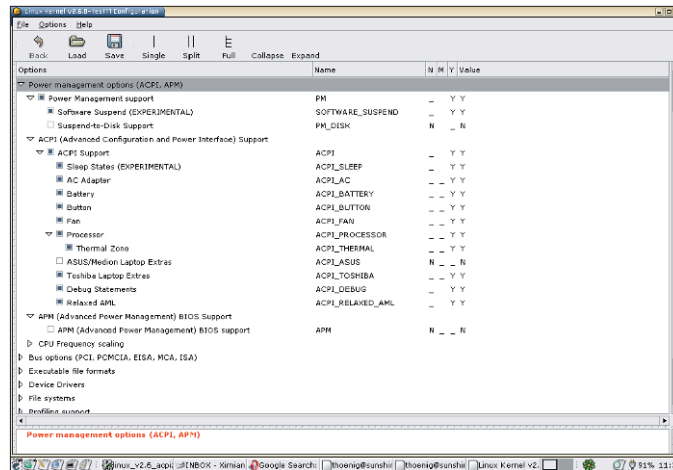 Linux Kernel v2.6.0-test11 Configuration
File Options Help
Back Load Save Single Split Full Collapse Expand
Options Name N M Y Value
Power management options (ACPI, APM)
Power Management support PM _ Y Y
Software Suspend (EXPERIMENTAL) SOFTWARE_SUSPEND _ Y Y
Suspend-to-Disk Support PM_DISK N _ N
ACPI (Advanced Configuration and Power Interface) Support
ACPI Support ACPI _ Y Y
Sleep States (EXPERIMENTAL) ACPI_SLEEP _ Y Y
AC Adapter ACPI_AC _ _ Y Y
Battery ACPI_BATTERY _ _ Y Y
Button ACPI_BUTTON _ _ Y Y
Fan ACPI_FAN _ _ Y Y
Processor ACPI_PROCESSOR _ _ Y Y
Thermal Zone ACPI_THERMAL _ _ Y Y
ASUS/Medion Laptop Extras ACPI_ASUS N _ _ N
Toshiba Laptop Extras ACPI_TOSHIBA _ _ Y Y
Debug Statements ACPI_DEBUG _ Y Y
Relaxed AML ACPI_RELAXED_AML _ Y Y
APM (Advanced Power Management) BIOS Support
APM (Advanced Power Management) BIOS support APM N _ _ N
CPU Frequency scaling
Bus options (PCI, PCMCIA, EISA, MCA, ISA)
Executable file formats
Device Drivers
File systems
Profiling support
Power management options (ACPI, APM)
linux_v2.6_acpi INBOX - Ximian Google Search: thoenig@sunshi thoenig@sunshi Linux Kernel v2. 91% 11: